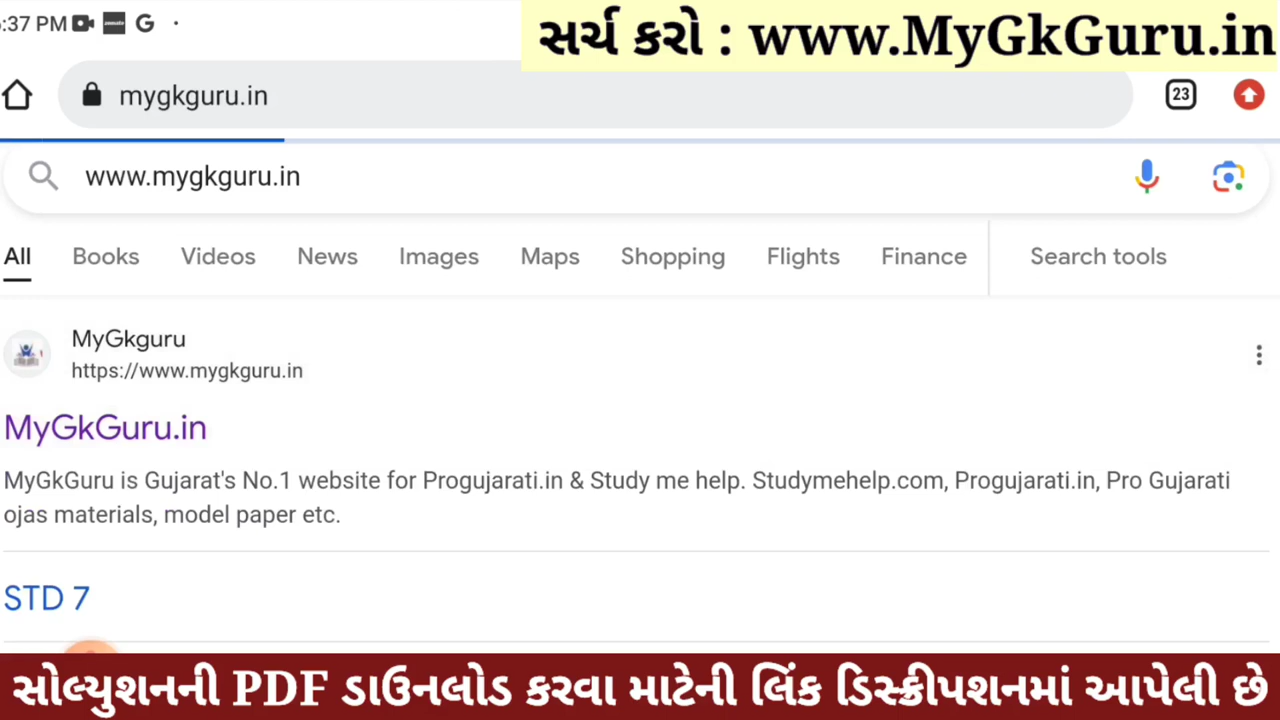 :37 PM
સર્ચ કરો : www.MyGkGuru.in
mygkguru.in
23
www.mygkguru.in
All Books Videos News Images Maps Shopping Flights Finance Search tools
MyGkguru
https://www.mygkguru.in
MyGkGuru.in
MyGkGuru is Gujarat's No.1 website for Progujarati.in & Study me help. Studymehelp.com, Progujarati.in, Pro Gujarati
ojas materials, model paper etc.
STD 7
સોલ્યુશનની PDF ડાઉનલોડ કરવા માટેની લિંક ડિસ્ક્રીપશનમાં આપેલી છે